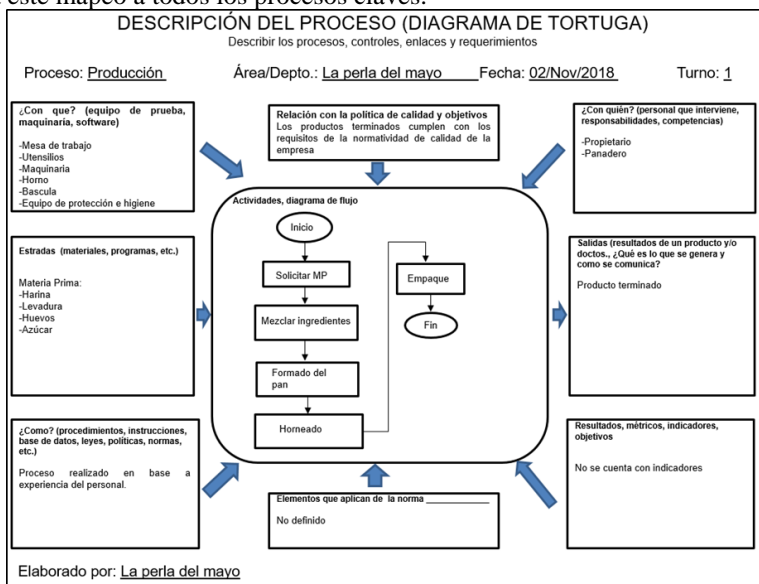 este mapeo a todos los procesos claves.
DESCRIPCIÓN DEL PROCESO (DIAGRAMA DE TORTUGA)
Describir los procesos, controles, enlaces y requerimientos
Proceso: Producción Área/Depto.: La perla del mayo Fecha: 02/Nov/2018 Turno: 1
¿Con que? (equipo de prueba,
maquinaria, software)
-Mesa de trabajo
-Utensilios
-Maquinaria
-Horno
-Bascula
-Equipo de protección e higiene
Relación con la política de calidad y objetivos
Los productos terminados cumplen con los
requisitos de la normatividad de calidad de la
empresa
¿Con quién? (personal que interviene,
responsabilidades, competencias)
-Propietario
-Panadero
Estradas (materiales, programas, etc.)
Materia Prima:
-Harina
-Levadura
-Huevos
-Azúcar
Actividades, diagrama de flujo
Inicio
Solicitar MP
Mezclar ingredientes
Formado del
pan
Horneado
Empaque
Fin
Salidas (resultados de un producto y/o
doctos., ¿Qué es lo que se genera y
como se comunica?
Producto terminado
¿Como? (procedimientos, instrucciones,
base de datos, leyes, políticas, normas,
etc.)
Proceso realizado en base a
experiencia del personal.
Elementos que aplican de la norma ____________
No definido
Resultados, métricos, indicadores,
objetivos
No se cuenta con indicadores
Elaborado por: La perla del mayo